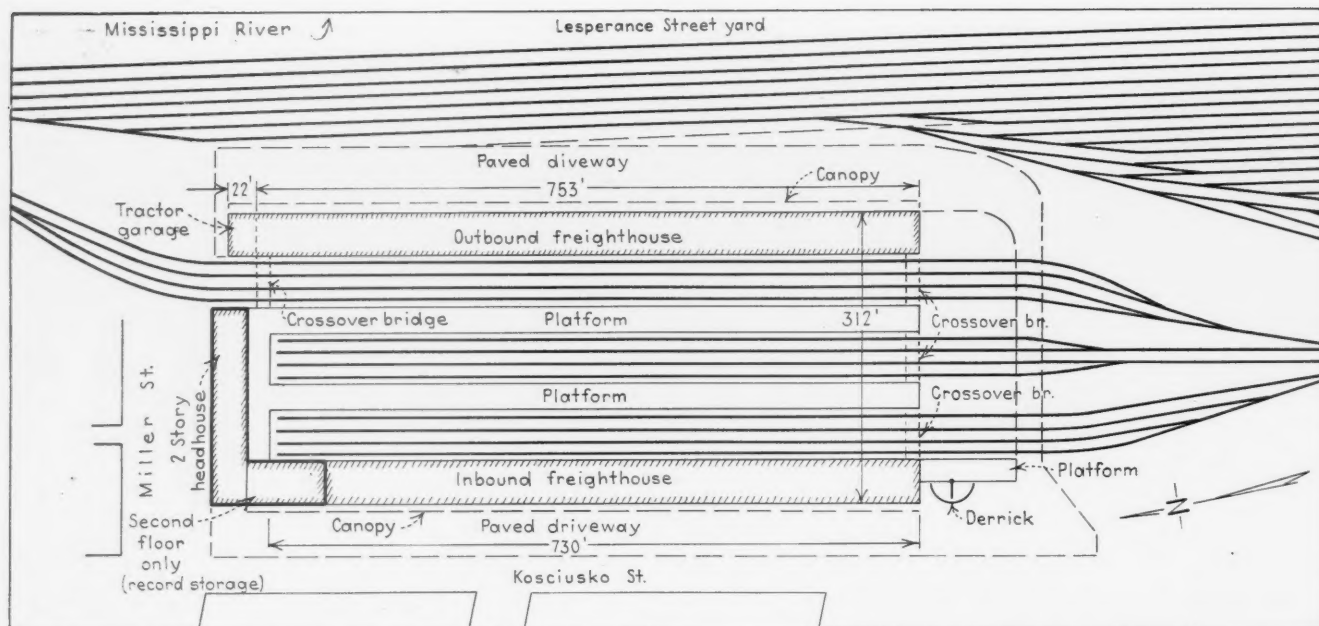 Mississippi River
Lesperance Street yard
Paved diveway
22'
753'
Canopy
Tractor
garage
Outbound freighthouse
Crossover bridge
Platform
312'
Crossover br.
Miller St.
2 Story
headhouse
Platform
Crossover br.
Inbound freighthouse
Platform
Second
floor
only
(record storage)
Canopy
Paved driveway
Derrick
N
730'
Kosciusko St.